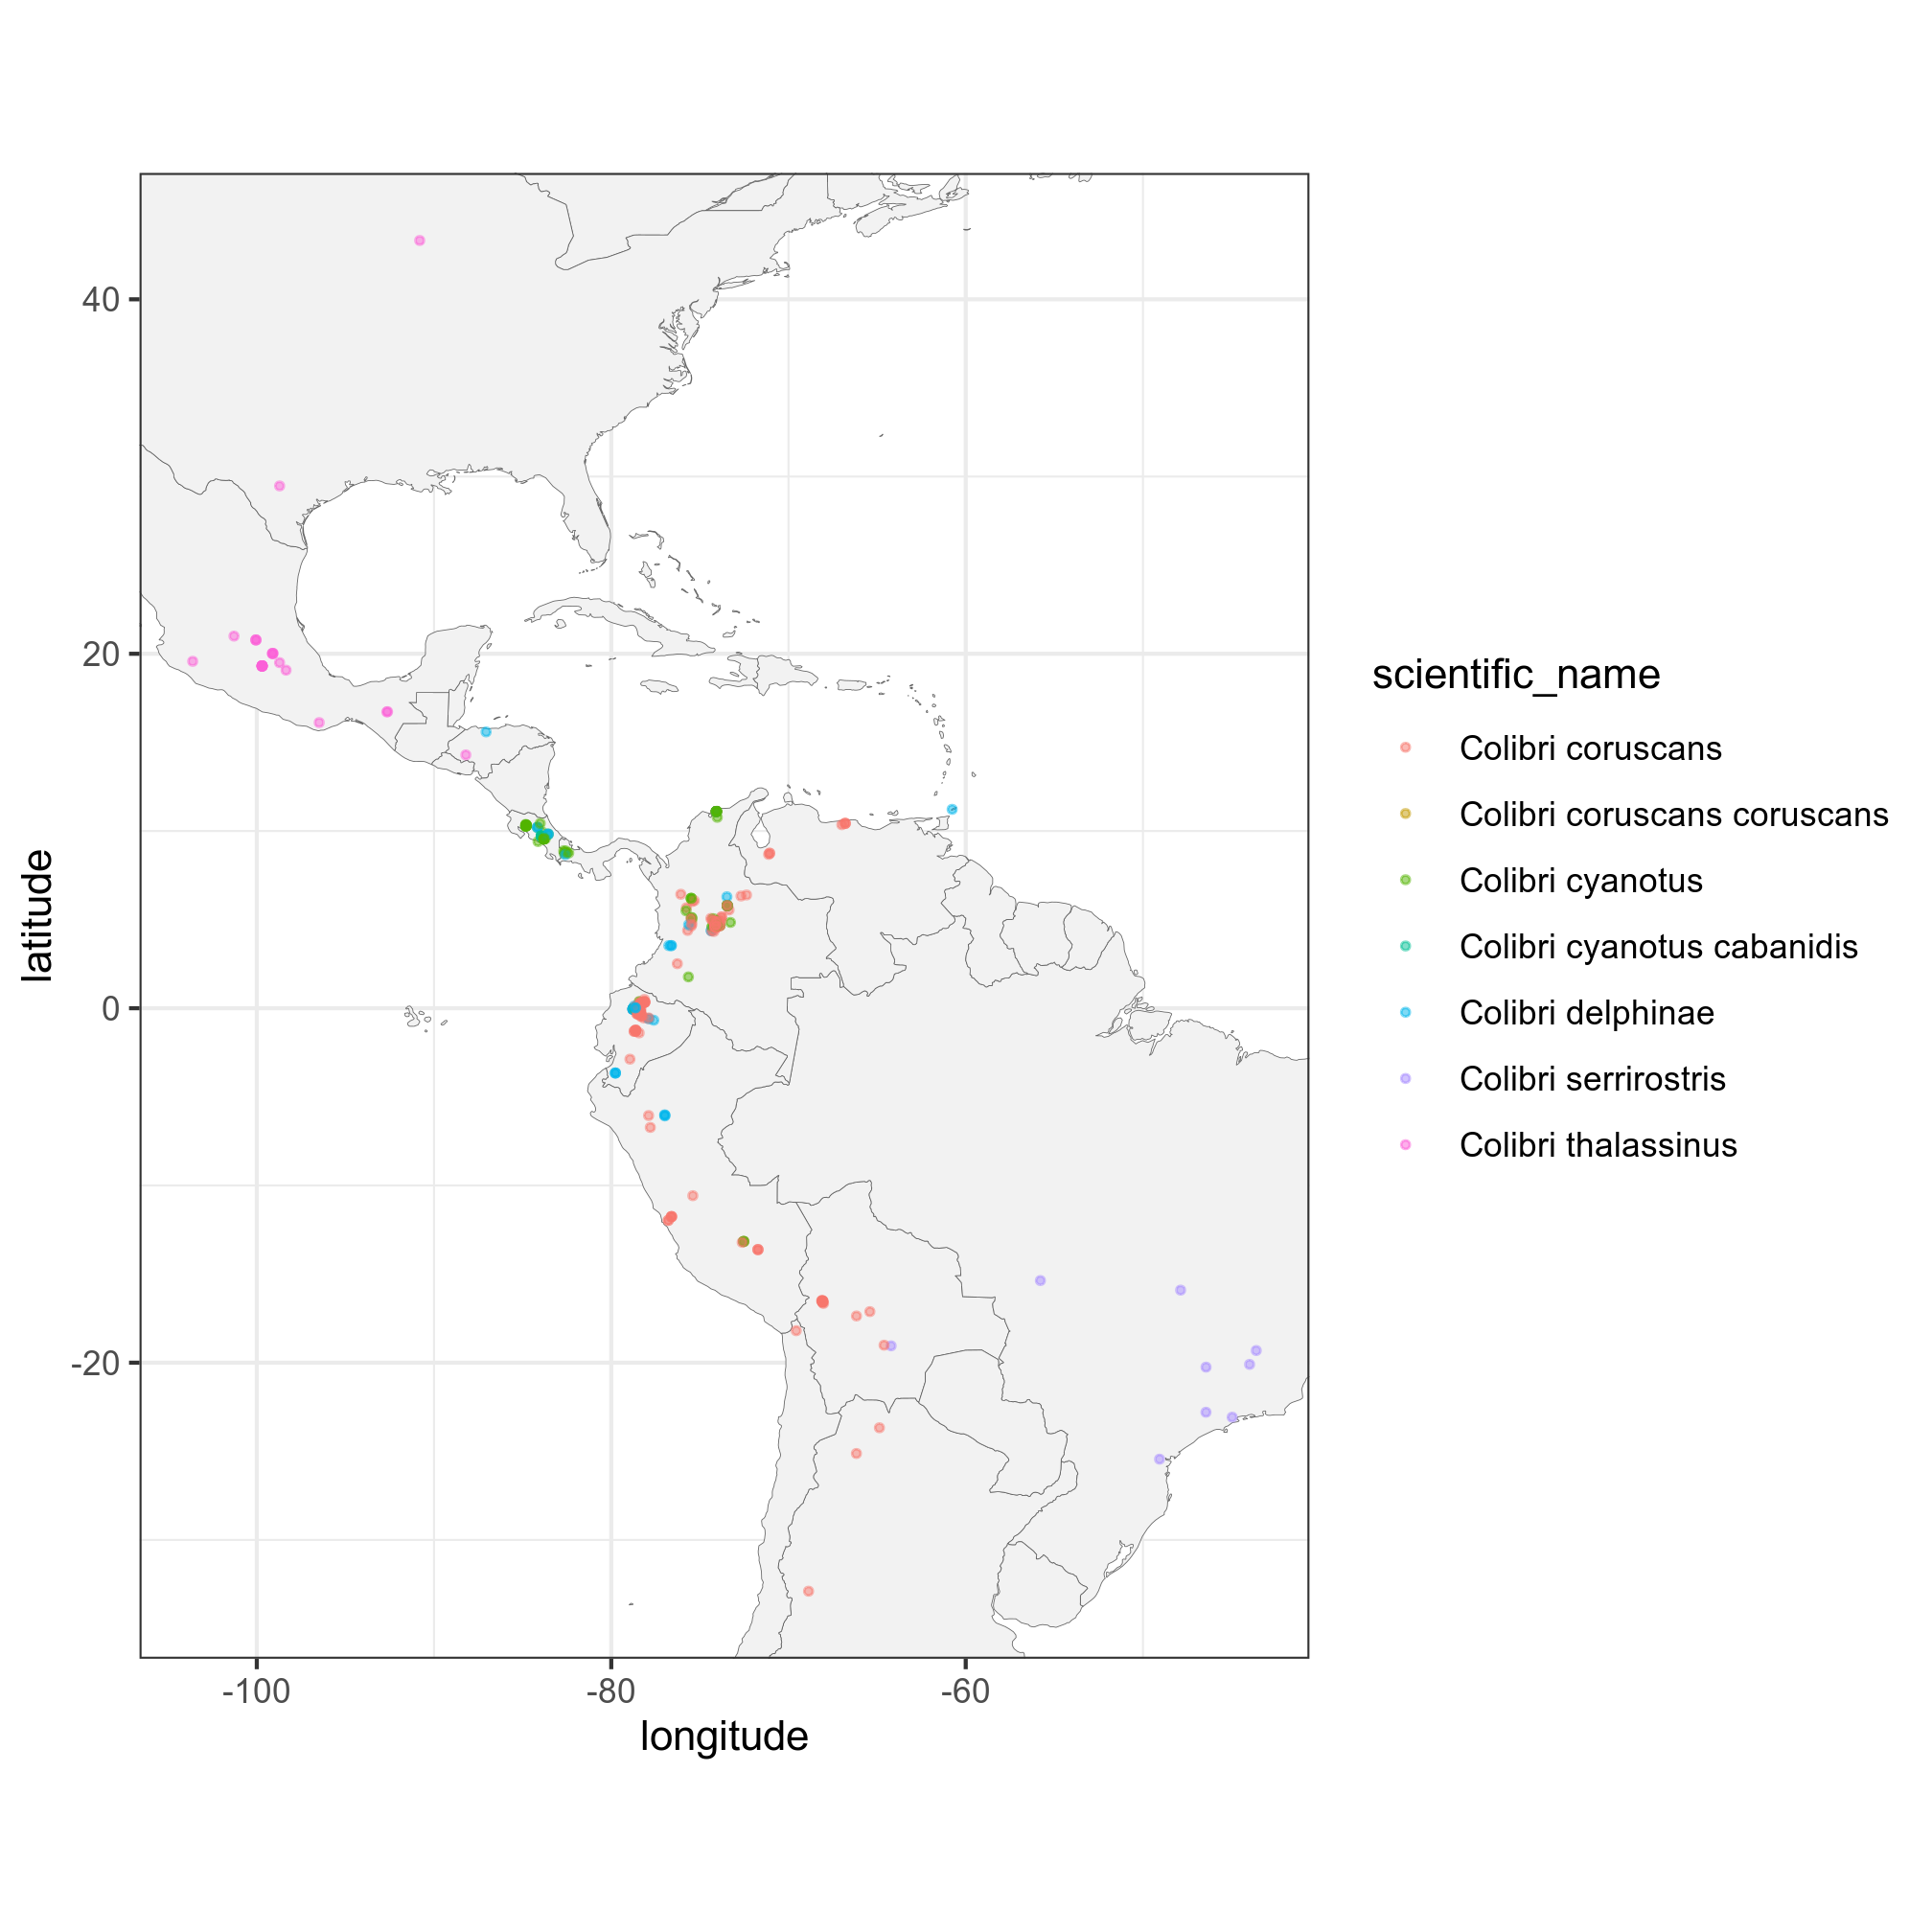 40
20
0
-20
-100
-80
-60
longitude
latitude
scientific_name
Colibri coruscans
Colibri coruscans coruscans
Colibri cyanotus
Colibri cyanotus cabanidis
Colibri delphinae
Colibri serrirostris
Colibri thalassinus